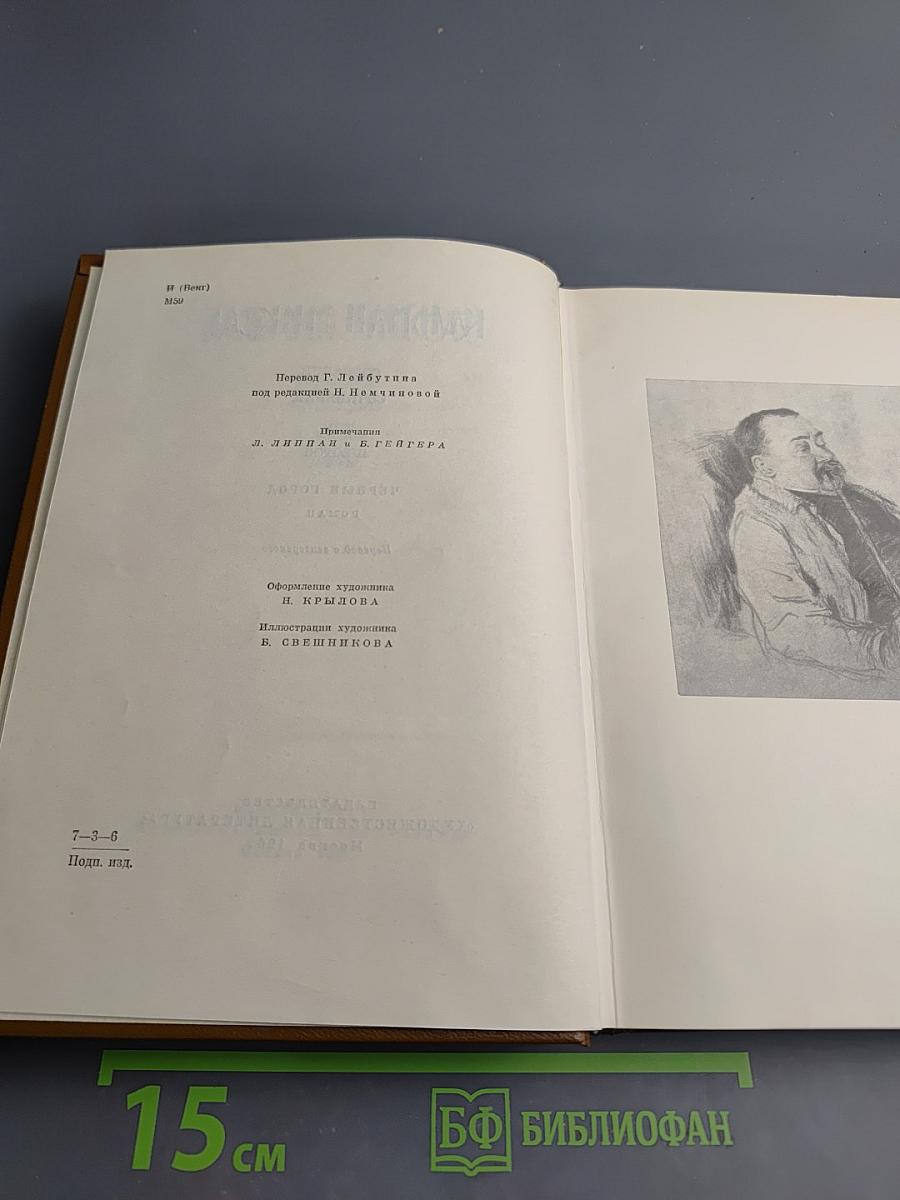 И (Венг)
М59
Перевод Г. Лейбутина
под редакцией Н. Немчиновой
Примечания
Л. ЛИППАИ и Б. ГЕЙГЕРА
Оформление художника
Н. КРЫЛОВА
Иллюстрации художника
Б. СВЕШНИКОВА
7—3—6
Подп. изд.
15 см
БФ БИБЛИОФАН